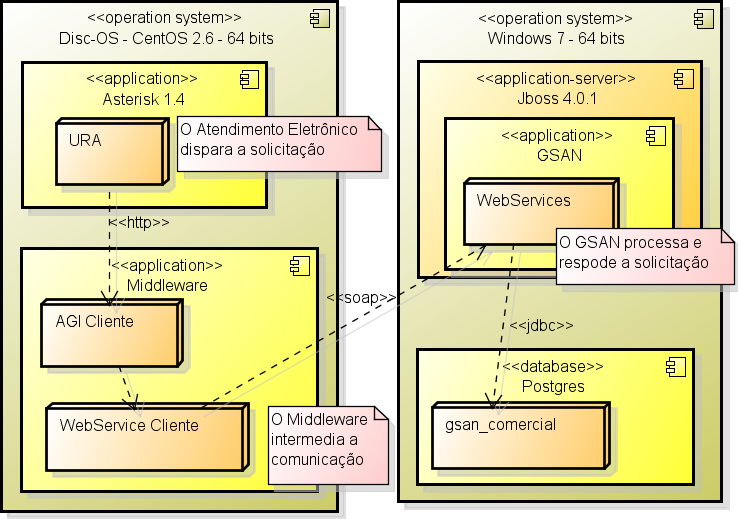 <<operation system>>
Disc-OS - CentOS 2.6 - 64 bits
<<application>>
Asterisk 1.4
URA
O Atendimento Eletrônico
dispara a solicitação
<<http>>
<<application>>
Middleware
AGI Cliente
WebService Cliente
O Middleware
intermedia a
comunicação
<<soap>>
<<operation system>>
Windows 7 - 64 bits
<<application-server>>
Jboss 4.0.1
<<application>>
GSAN
WebServices
O GSAN processa e
respode a solicitação
<<jdbc>>
<<database>>
Postgres
gsan_comercial